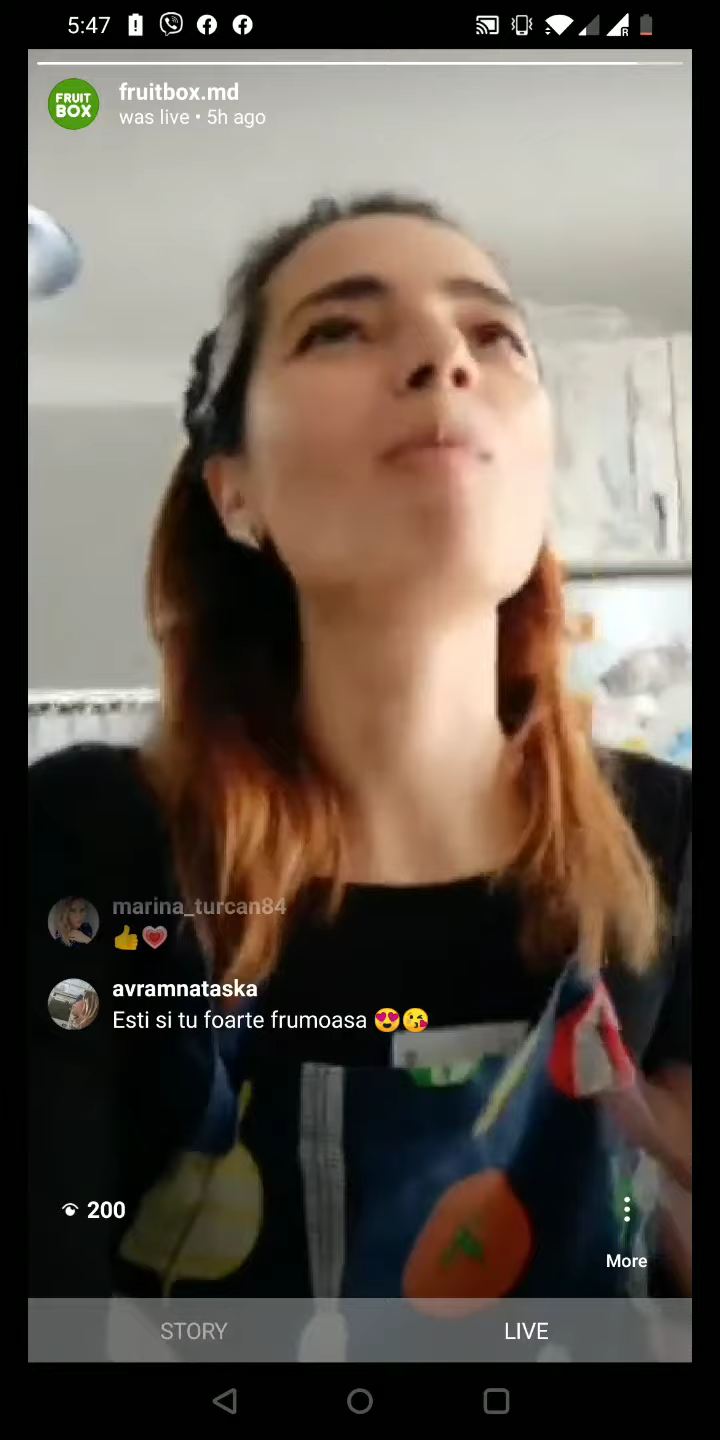 5:47
R
FRUIT
BOX
fruitbox.md
was live • 5h ago
marina_turcan84
👍💗
avramnataska
Esti si tu foarte frumoasa 😍😘
200
More
STORY
LIVE